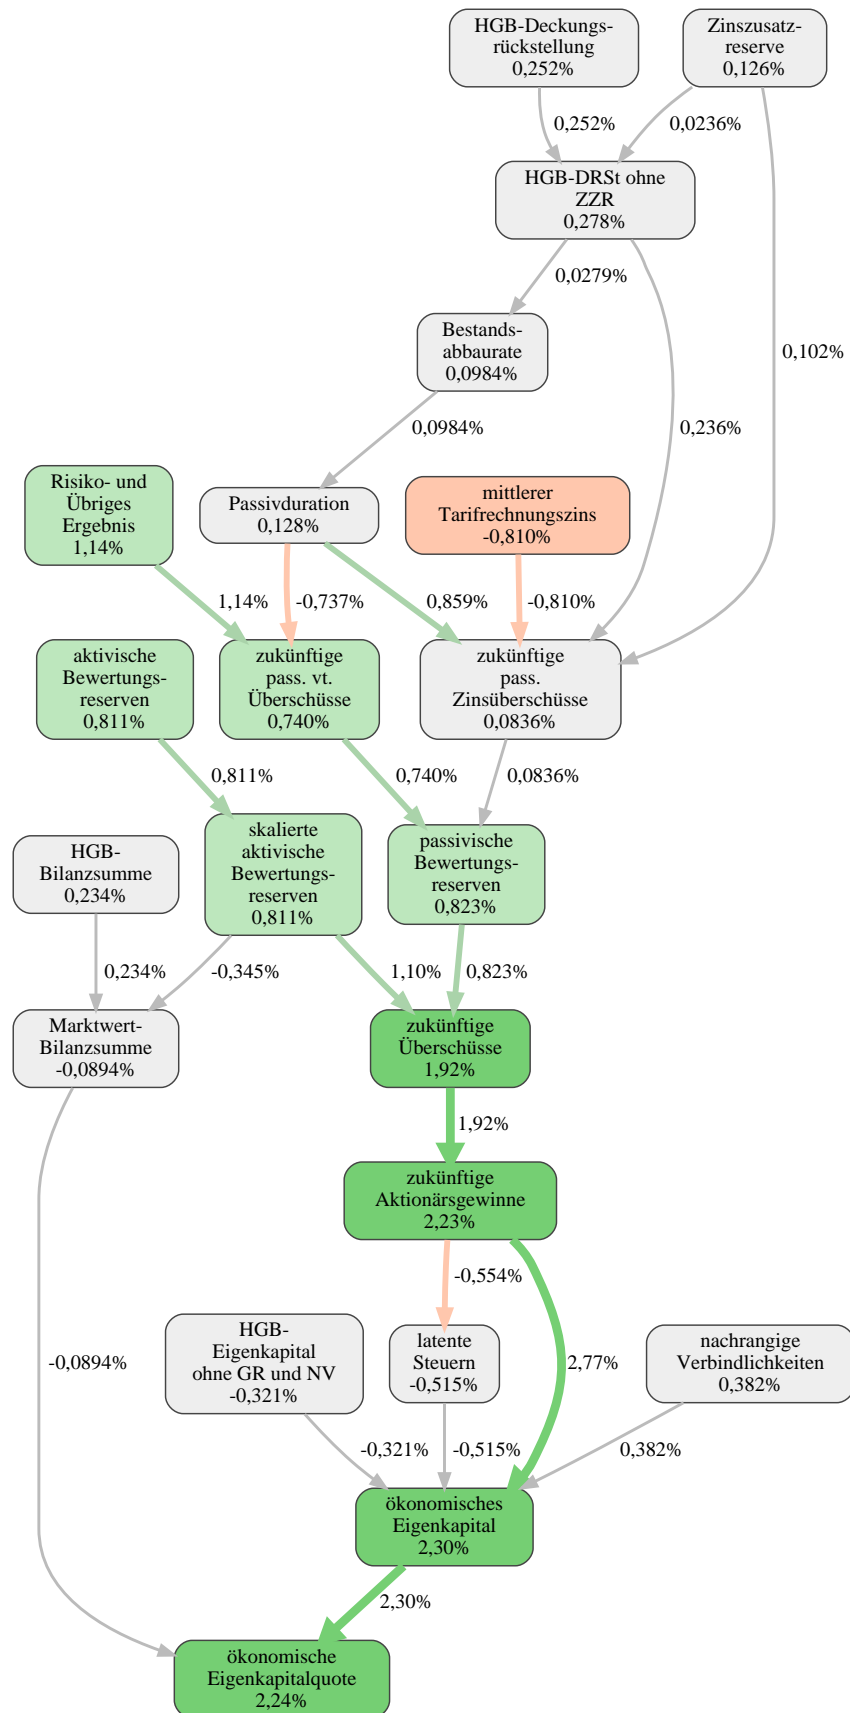 HGB-Deckungs-
rückstellung
0,252%
Zinszusatz-
reserve
0,126%
0,252%
0,0236%
HGB-DRSt ohne
ZZR
0,278%
0,0279%
Bestands-
abbaurate
0,0984%
0,102%
0,0984%
0,236%
Risiko- und
Übriges
Ergebnis
1,14%
Passivduration
0,128%
mittlerer
Tarifrechnungszins
-0,810%
1,14%
-0,737%
0,859%
-0,810%
aktivische
Bewertungs-
reserven
0,811%
zukünftige
pass. vt.
Überschüsse
0,740%
zukünftige
pass.
Zinsüberschüsse
0,0836%
0,811%
0,740%
0,0836%
HGB-
Bilanzsumme
0,234%
skalierte
aktivische
Bewertungs-
reserven
0,811%
passivische
Bewertungs-
reserven
0,823%
0,234%
-0,345%
1,10%
0,823%
Marktwert-
Bilanzsumme
-0,0894%
zukünftige
Überschüsse
1,92%
1,92%
zukünftige
Aktionärsgewinne
2,23%
-0,554%
HGB-
Eigenkapital
ohne GR und NV
-0,321%
latente
Steuern
-0,515%
nachrangige
Verbindlichkeiten
0,382%
-0,0894%
2,77%
-0,321%
-0,515%
0,382%
ökonomisches
Eigenkapital
2,30%
2,30%
ökonomische
Eigenkapitalquote
2,24%